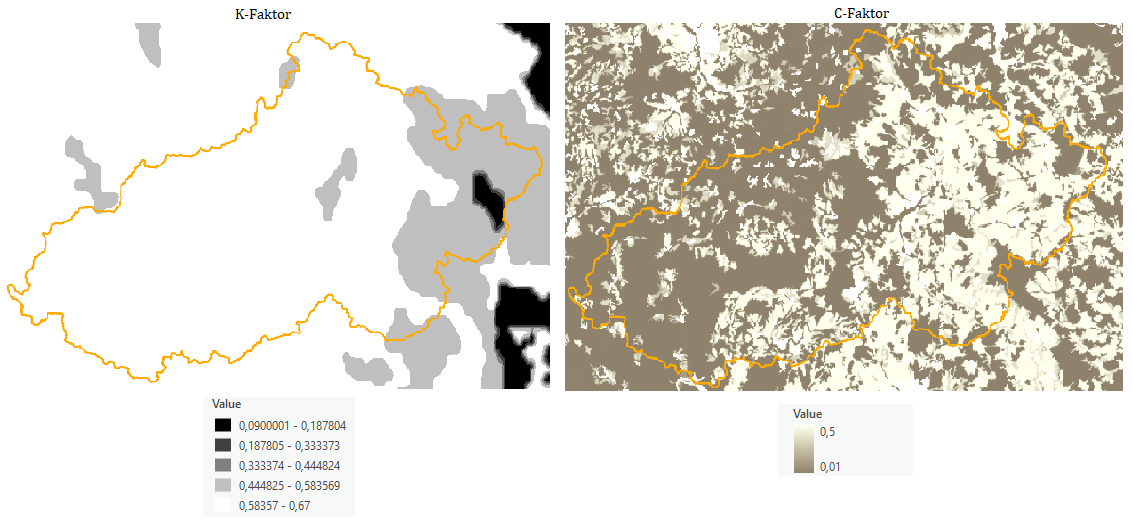 K-Faktor
C-Faktor
Value
0,0900001 - 0,187804
0,187805 - 0,333373
0,333374 - 0,444824
0,444825 - 0,583569
0,58357 - 0,67
Value
0,5
0,01